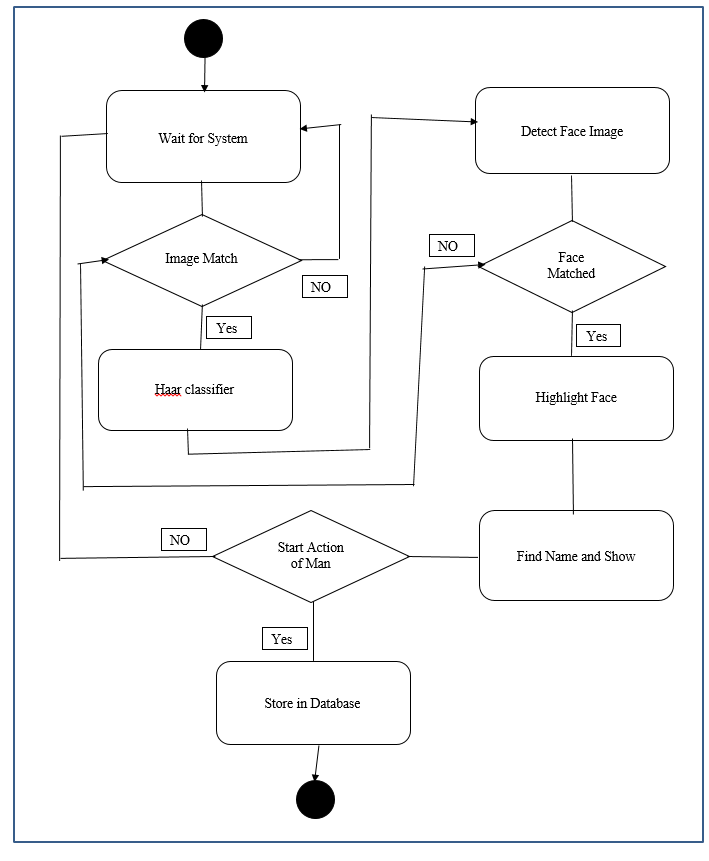 Wait for System
Image Match
NO
Yes
Haar classifier
Detect Face Image
NO
Face
Matched
Yes
Highlight Face
Find Name and Show
Start Action
of Man
NO
Yes
Store in Database